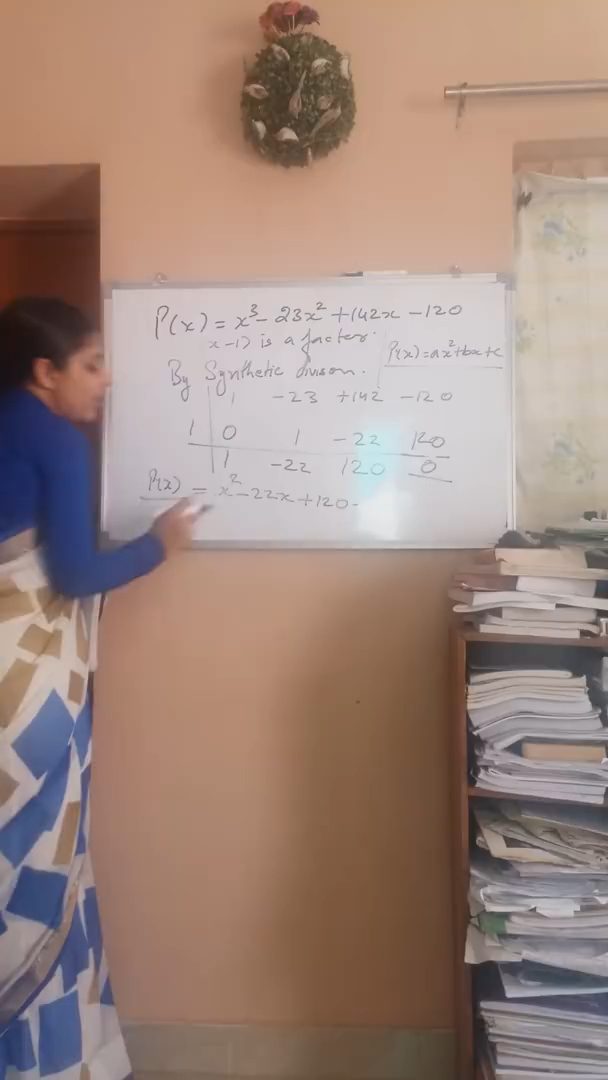 P(x) = x³ - 23x² + 142x - 120
x-1) is a factor.
P(x) = ax²+bx+c
By Synthetic divison.
1 -23 +142 -120
1 0 1 -22 120
1 -22 120 0
P(x) = x² - 22x + 120.